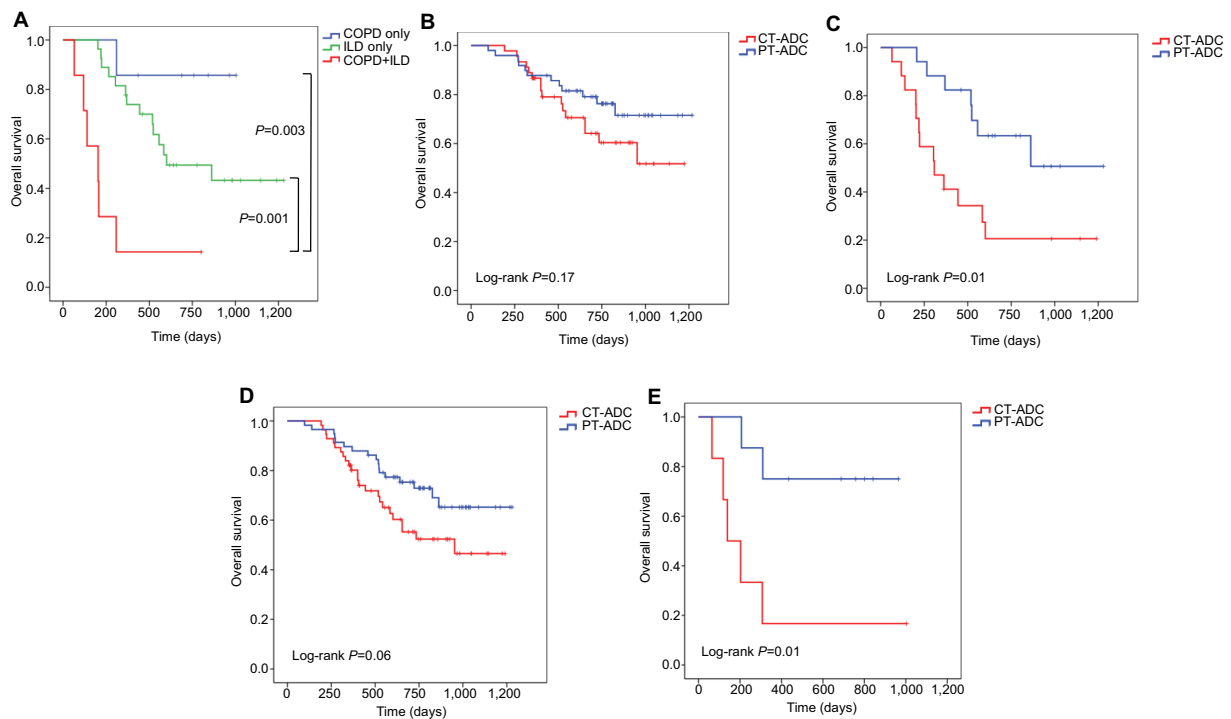 A
COPD only
ILD only
COPD+ILD
1.0
0.8
0.6
0.4
0.2
0.0
Overall survival
P=0.003
P=0.001
0 200 500 750 1,000 1,250
Time (days)
B
CT-ADC
PT-ADC
1.0
0.8
0.6
0.4
0.2
0.0
Overall survival
Log-rank P=0.17
0 250 500 750 1,000 1,200
Time (days)
C
CT-ADC
PT-ADC
1.0
0.8
0.6
0.4
0.2
0.0
Overall survival
Log-rank P=0.01
0 250 500 750 1,000 1,250
Time (days)
D
CT-ADC
PT-ADC
1.0
0.8
0.6
0.4
0.2
0.0
Overall survival
Log-rank P=0.06
0 250 375 750 1,000 1,200
Time (days)
E
CT-ADC
PT-ADC
1.0
0.8
0.6
0.4
0.2
0.0
Overall survival
Log-rank P=0.01
0 200 400 600 800 1,000 1,200
Time (days)